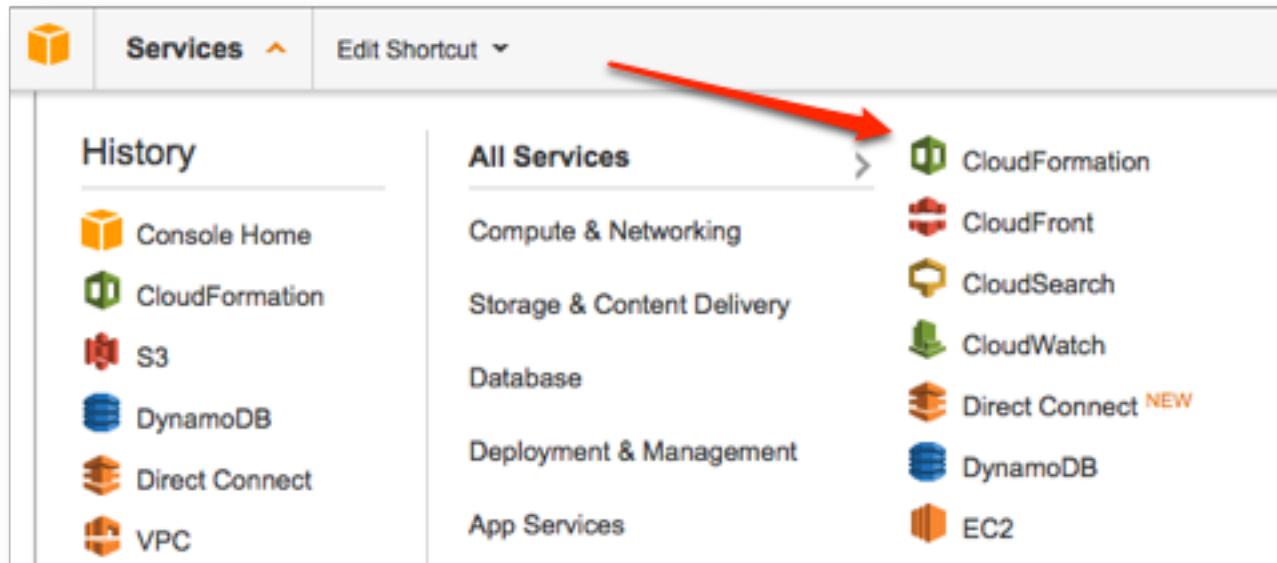 Services Edit Shortcut
History
Console Home
CloudFormation
S3
DynamoDB
Direct Connect
VPC
All Services
Compute & Networking
Storage & Content Delivery
Database
Deployment & Management
App Services
CloudFormation
CloudFront
CloudSearch
CloudWatch
Direct Connect NEW
DynamoDB
EC2